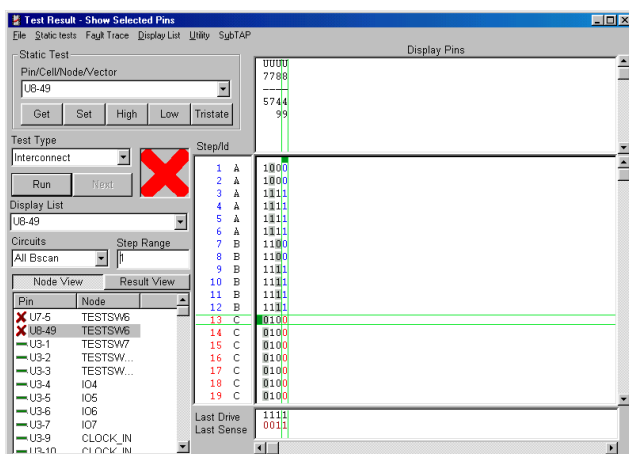 Test Result - Show Selected Pins
File Static tests Fault Trace Display List Utility SubTAP
Static Test
Pin/Cell/Node/Vector
U8-49
Get Set High Low Tristate
Test Type
Interconnect
Run Next
Display List
U8-49
Circuits Step Range
All Bscan 1
Node View Result View
Pin Node
U7-5 TESTSW6
U8-49 TESTSW6
U3-1 TESTSW7
U3-2 TESTSW...
U3-3 TESTSW...
U3-4 IO4
U3-5 IO5
U3-6 IO6
U3-7 IO7
U3-9 CLOCK_IN
U3-10 CLOCK_IN
Display Pins
UUUU
7788
----
5744
99
Step/Id
1 A 1000
2 A 1000
3 A 1111
4 A 1111
5 A 1111
6 A 1111
7 B 1100
8 B 1100
9 B 1111
10 B 1111
11 B 1111
12 B 1111
13 C 0100
14 C 0100
15 C 0100
16 C 0100
17 C 0100
18 C 0100
19 C 0100
Last Drive 1111
Last Sense 0011